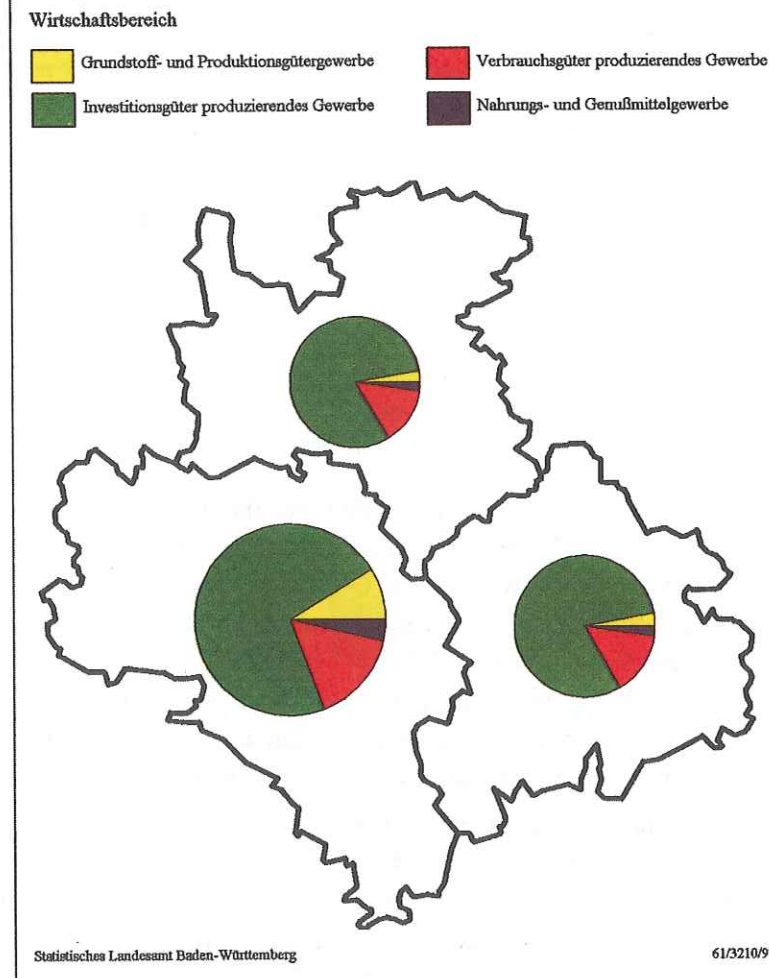 Wirtschaftsbereich
Grundstoff- und Produktionsgütergewerbe
Verbrauchsgüter produzierendes Gewerbe
Investitionsgüter produzierendes Gewerbe
Nahrungs- und Genußmittelgewerbe
Statistisches Landesamt Baden-Württemberg
61/3210/9